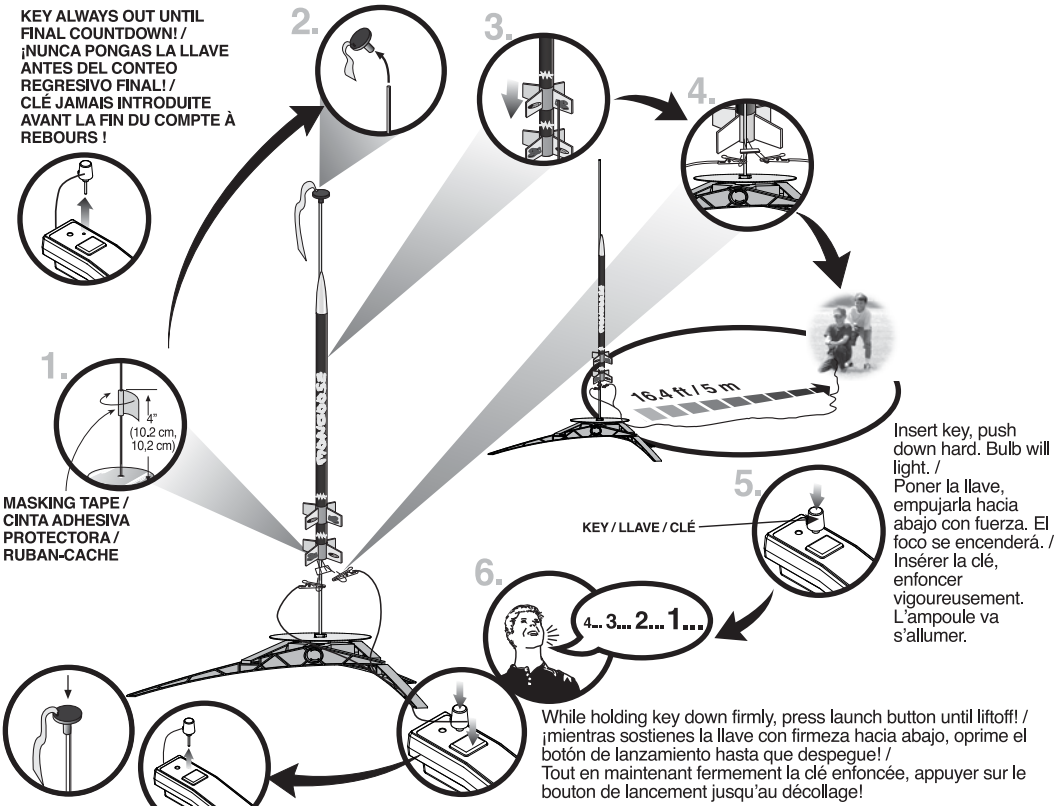 KEY ALWAYS OUT UNTIL
FINAL COUNTDOWN! /
¡NUNCA PONGAS LA LLAVE
ANTES DEL CONTEO
REGRESIVO FINAL! /
CLÉ JAMAIS INTRODUITE
AVANT LA FIN DU COMPTE À
REBOURS !
2.
3.
4.
1.
4"
(10.2 cm,
10,2 cm)
MASKING TAPE /
CINTA ADHESIVA
PROTECTORA /
RUBAN-CACHE
16.4 ft / 5 m
5.
KEY / LLAVE / CLÉ
Insert key, push
down hard. Bulb will
light. /
Poner la llave,
empujarla hacia
abajo con fuerza. El
foco se encenderá. /
Insérer la clé,
enfoncer
vigoureusement.
L'ampoule va
s'allumer.
6.
4... 3... 2... 1...
While holding key down firmly, press launch button until liftoff! /
¡mientras sostienes la llave con firmeza hacia abajo, oprime el
botón de lanzamiento hasta que despegue! /
Tout en maintenant fermement la clé enfoncée, appuyer sur le
bouton de lancement jusqu'au décollage!